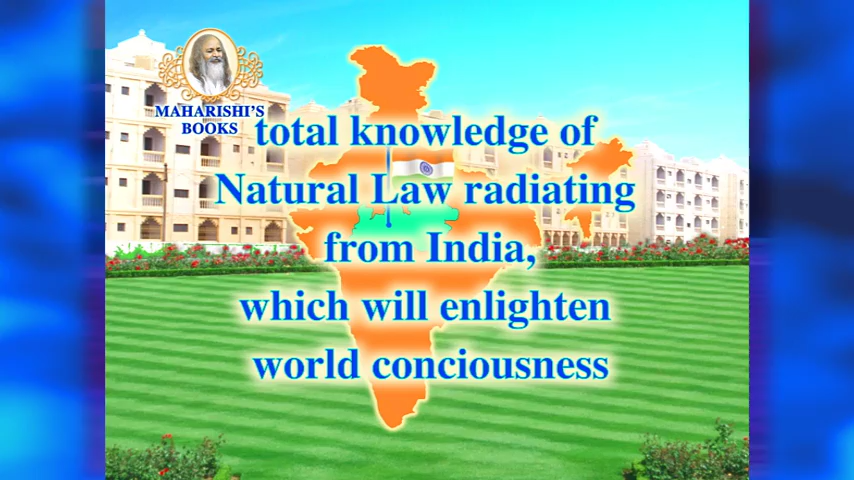 MAHARISHI'S
BOOKS
total knowledge of
Natural Law radiating
from India,
which will enlighten
world conciousness